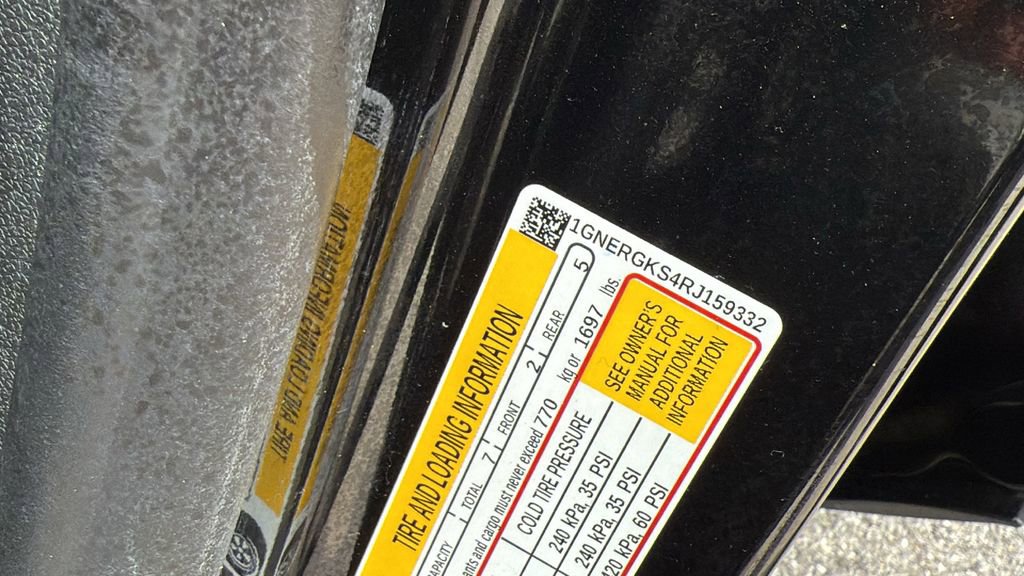 1GNERGKS4RJ159332
TIRE AND LOADING INFORMATION
CAPACITY TOTAL 7 FRONT 2 REAR 5
ants and cargo must never exceed 770 kg or 1697 lbs.
COLD TIRE PRESSURE
240 kPa, 35 PSI
240 kPa, 35 PSI
420 kPa, 60 PSI
SEE OWNER'S
MANUAL FOR
ADDITIONAL
INFORMATION